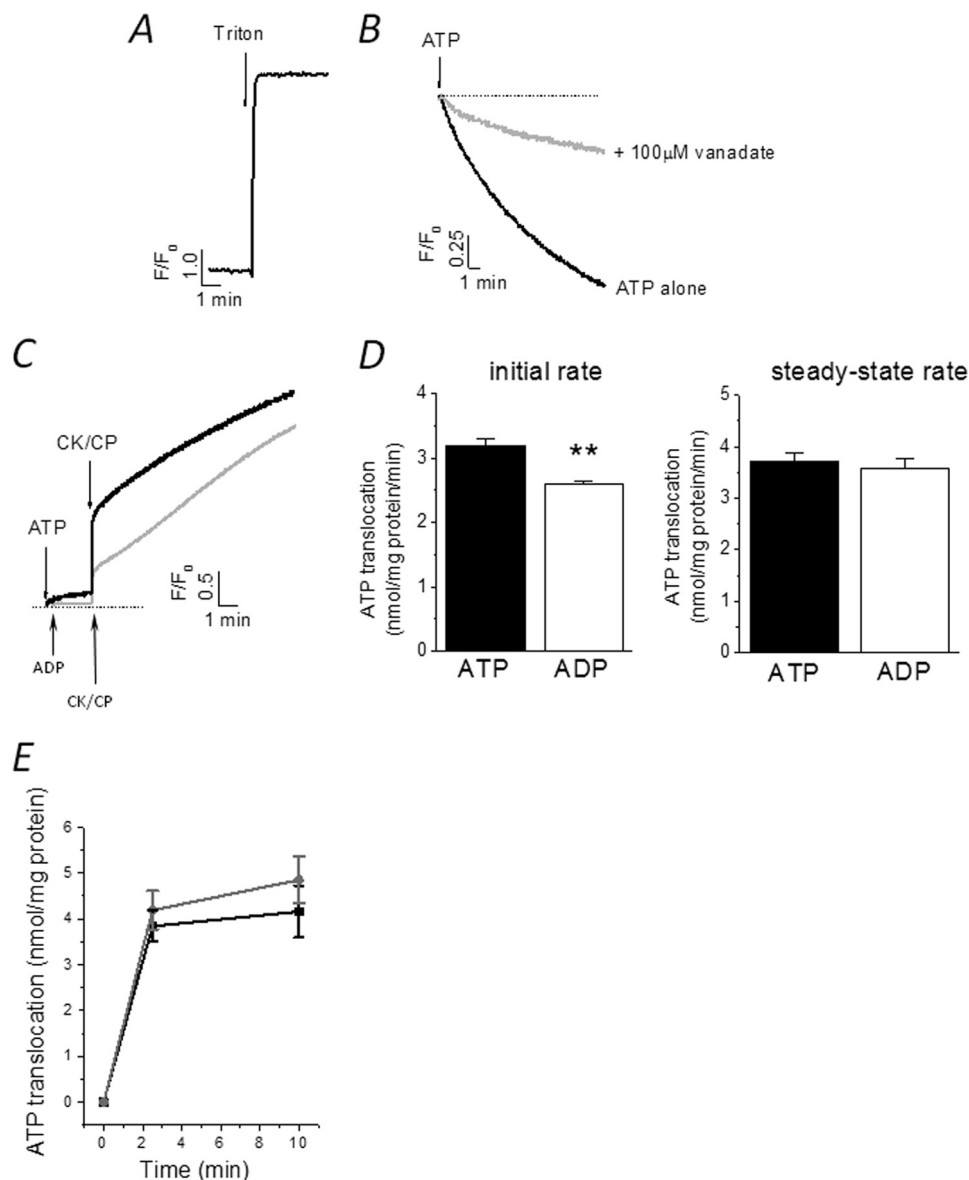 A
Triton
F/F0
1.0
1 min
B
ATP
+ 100μM vanadate
ATP alone
F/F0
0.25
1 min
C
CK/CP
ATP
ADP
CK/CP
F/F0
0.5
1 min
D
initial rate
ATP translocation
(nmol/mg protein/min)
4
3
2
1
0
**
ATP ADP
steady-state rate
ATP translocation
(nmol/mg protein/min)
5
4
3
2
1
0
ATP ADP
E
ATP translocation (nmol/mg protein)
6
5
4
3
2
1
0
0 2 4 6 8 10
Time (min)